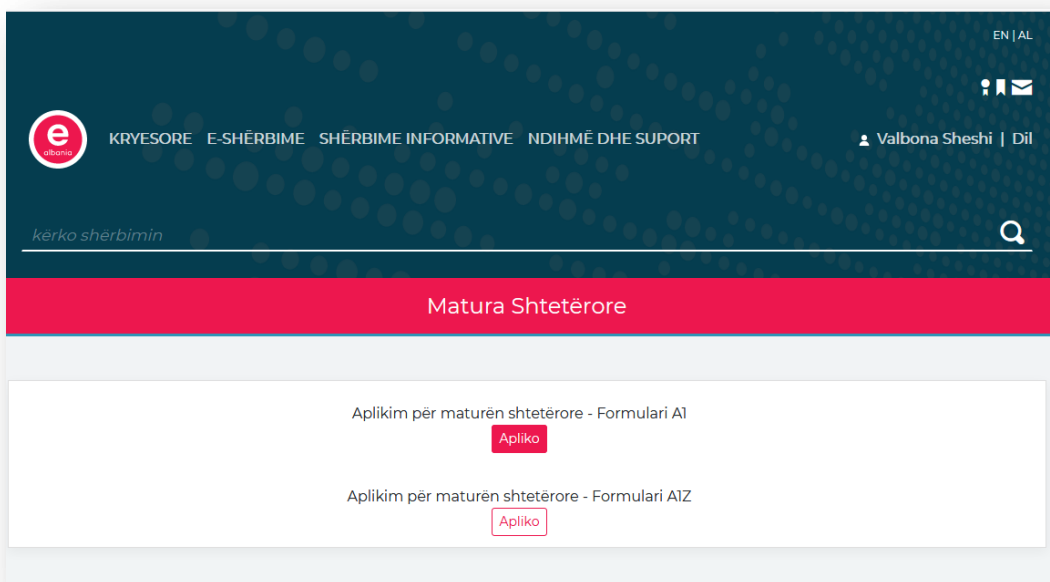 EN | AL
e
albania
KRYESORE E-SHËRBIME SHËRBIME INFORMATIVE NDIHMË DHE SUPORT Valbona Sheshi | Dil
kërko shërbimin
Matura Shtetërore
Aplikim për maturën shtetërore - Formulari A1
Apliko
Aplikim për maturën shtetërore - Formulari A1Z
Apliko